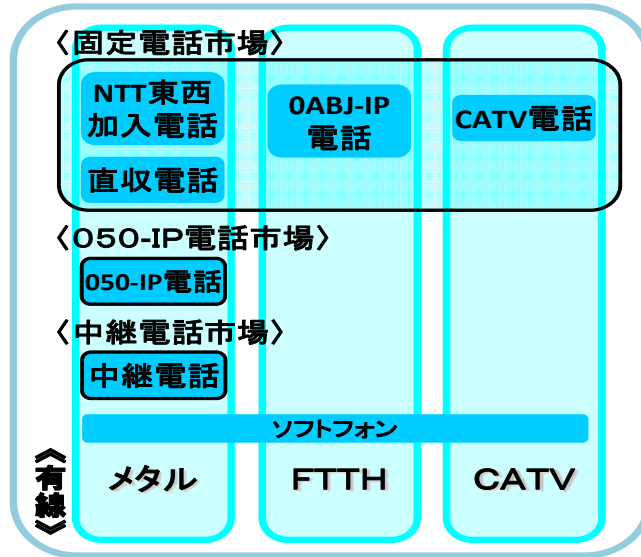 〈固定電話市場〉
NTT東西
加入電話
0ABJ-IP
電話
CATV電話
直収電話
〈050-IP電話市場〉
050-IP電話
〈中継電話市場〉
中継電話
ソフトフォン
《有線》
メタル
FTTH
CATV